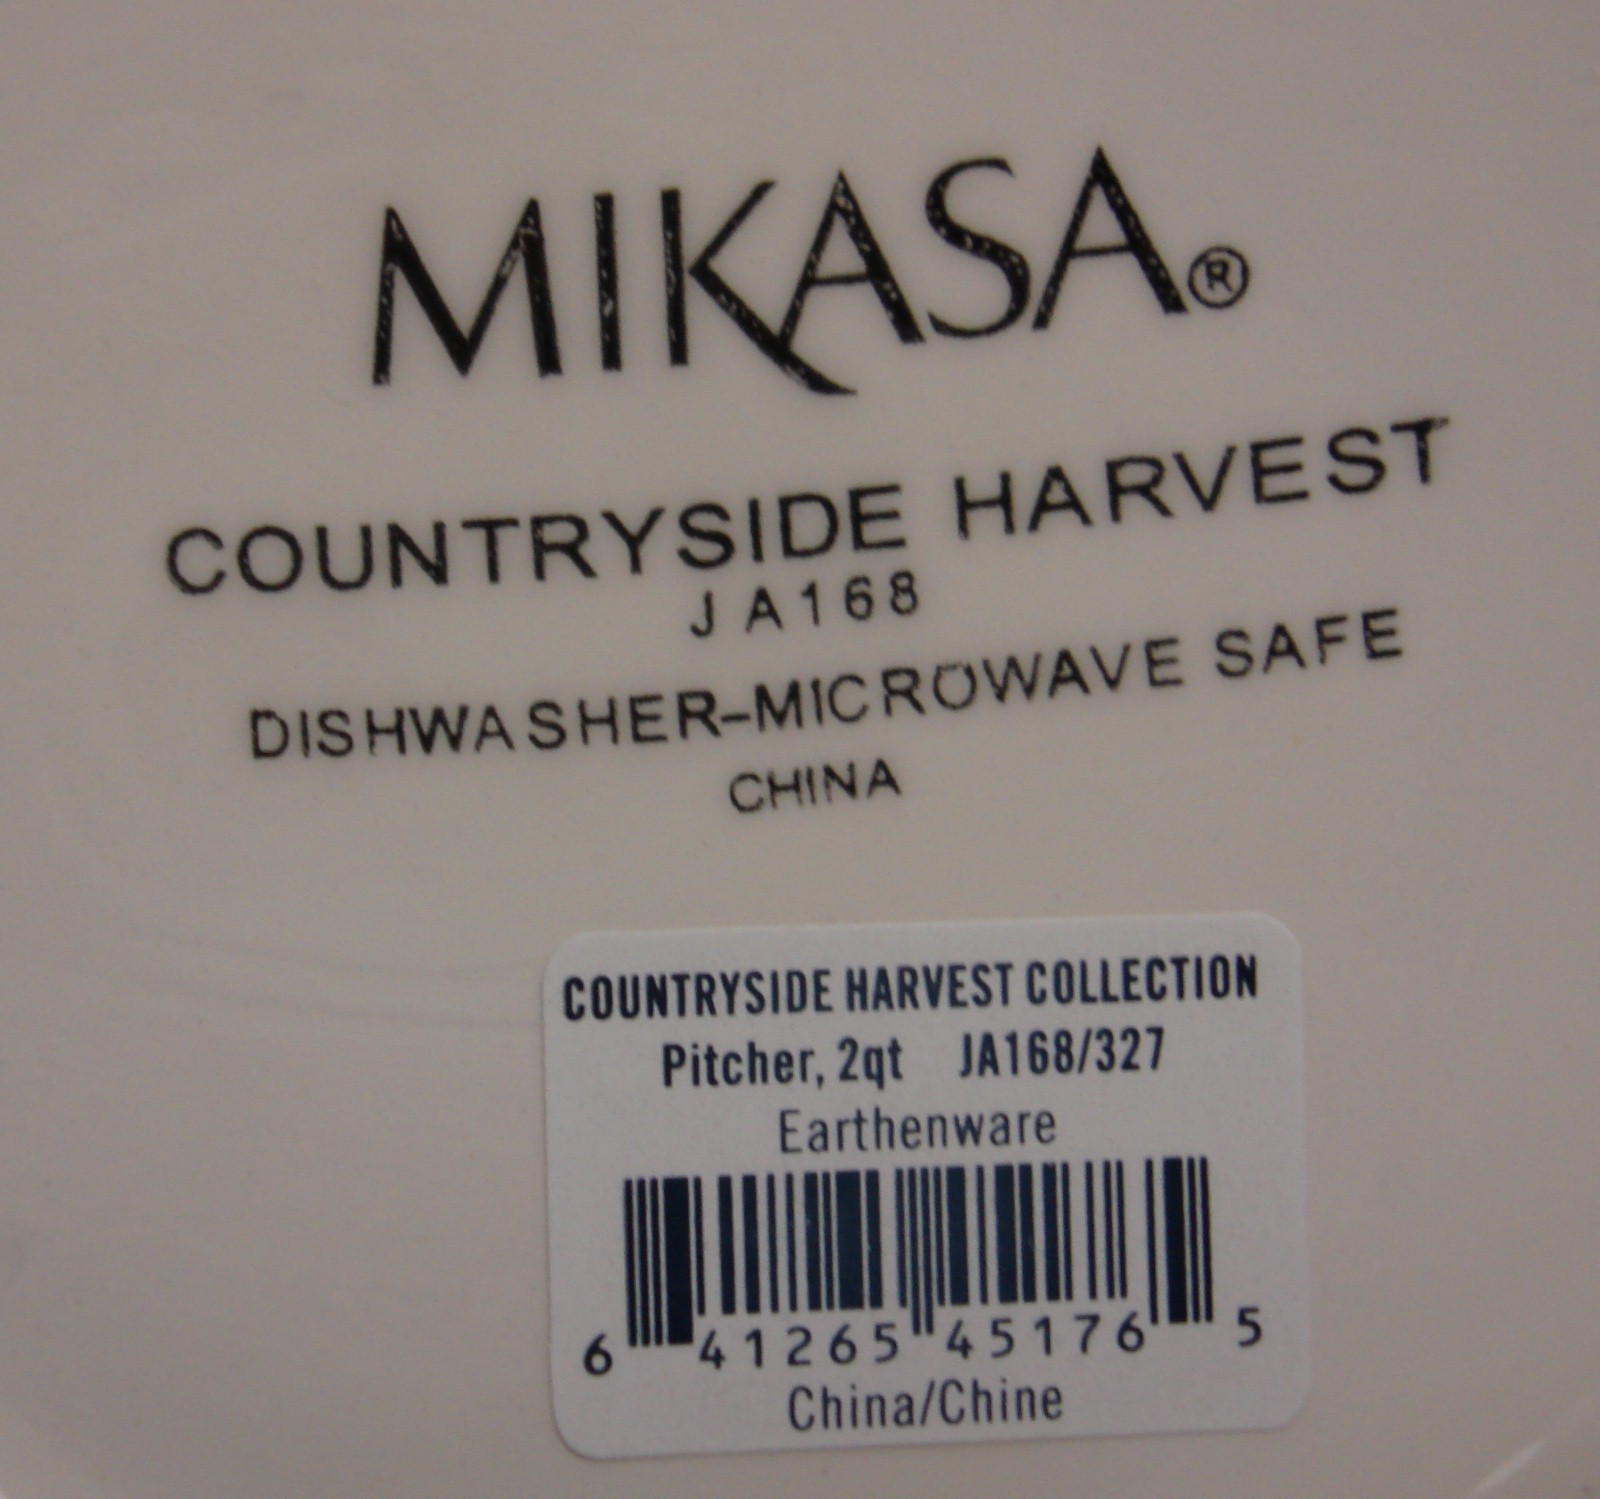 MIKASA®
COUNTRYSIDE HARVEST
JA168
DISHWASHER–MICROWAVE SAFE
CHINA
COUNTRYSIDE HARVEST COLLECTION
Pitcher, 2qt JA168/327
Earthenware
6 41265 45176 5
China/Chine